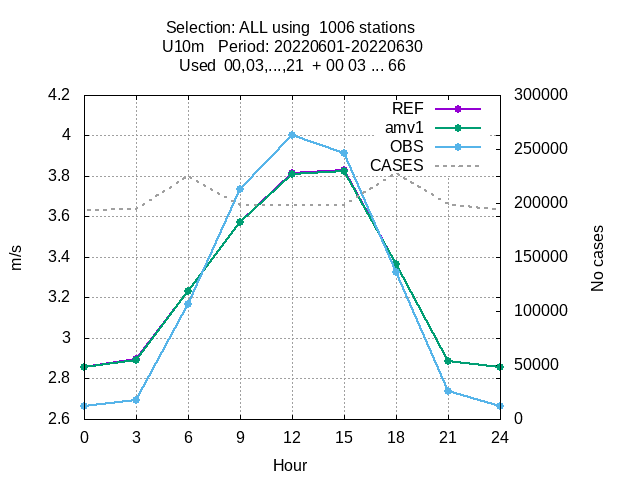 Selection: ALL using  1006 stations
U10m   Period: 20220601-20220630
Used  00,03,...,21  + 00 03 ... 66
4.2
4
3.8
3.6
3.4
3.2
3
2.8
2.6
m/s
REF
amv1
OBS
CASES
300000
250000
200000
150000
100000
50000
0
No cases
0 3 6 9 12 15 18 21 24
Hour